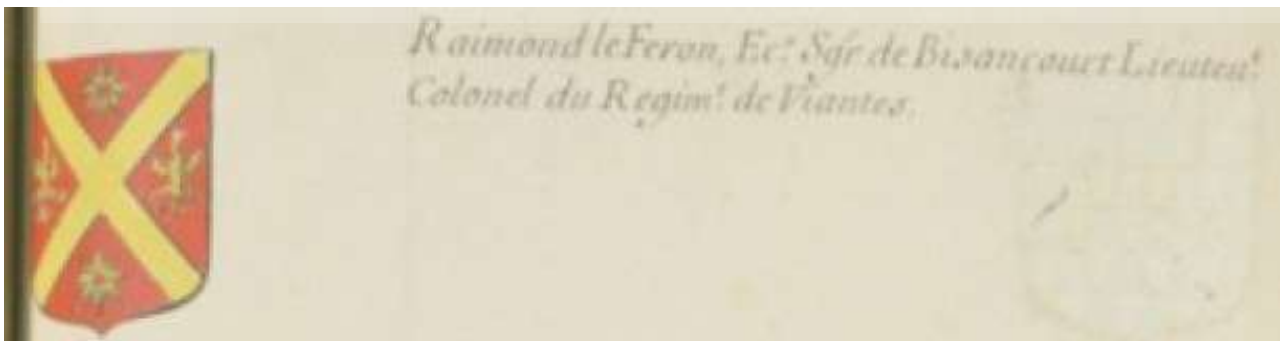 Raimond le Feron, Ec.ʳ Sgr de Bisancourt Lieuten.ᵗ
Colonel du Regim.ᵗ de Viantes.